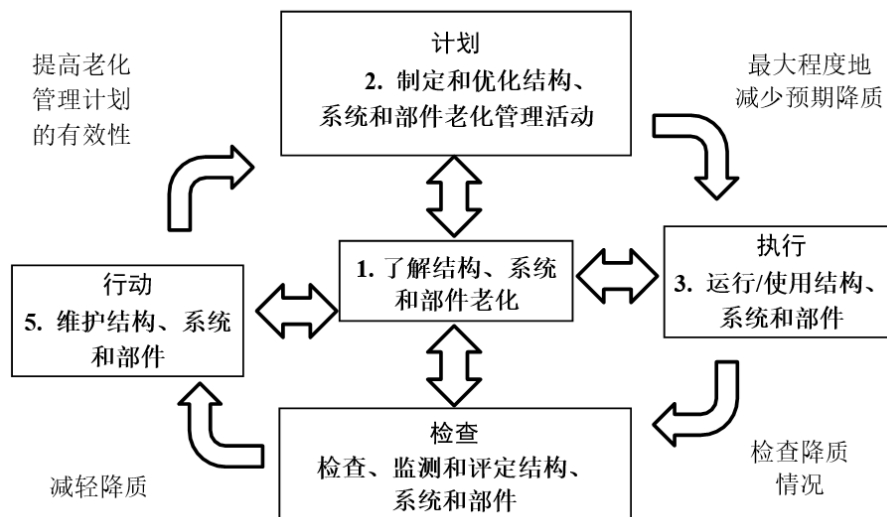 计划
2. 制定和优化结构、
系统和部件老化管理活动
提高老化
管理计划
的有效性
最大程度地
减少预期降质
1. 了解结构、系统
和部件老化
执行
3. 运行/使用结构、
系统和部件
行动
5. 维护结构、系统
和部件
检查
检查、监测和评定结构、
系统和部件
减轻降质
检查降质
情况